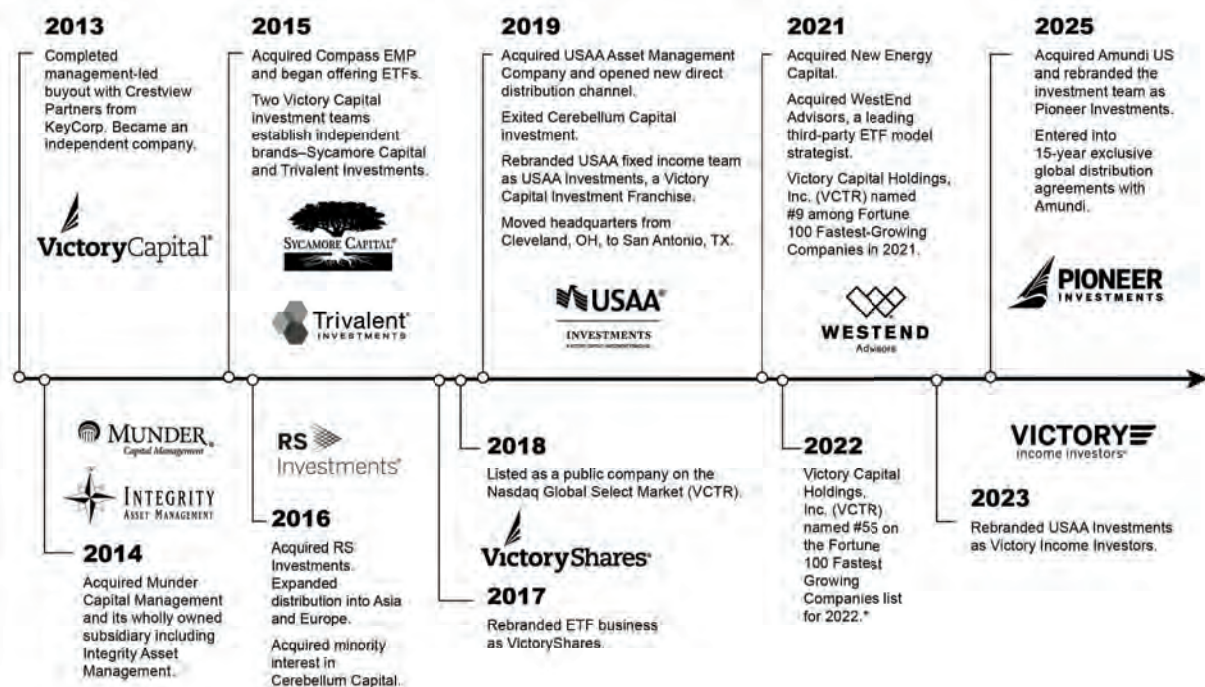 2013
Completed
management-led
buyout with Crestview
Partners from
KeyCorp. Became an
independent company.
VictoryCapital®
2015
Acquired Compass EMP
and began offering ETFs.
Two Victory Capital
investment teams
establish independent
brands–Sycamore Capital
and Trivalent Investments.
SYCAMORE CAPITAL®
Trivalent®
INVESTMENTS
2019
Acquired USAA Asset Management
Company and opened new direct
distribution channel.
Exited Cerebellum Capital
investment.
Rebranded USAA fixed income team
as USAA Investments, a Victory
Capital Investment Franchise.
Moved headquarters from
Cleveland, OH, to San Antonio, TX.
USAA®
INVESTMENTS
2021
Acquired New Energy
Capital.
Acquired WestEnd
Advisors, a leading
third-party ETF model
strategist.
Victory Capital Holdings,
Inc. (VCTR) named
#9 among Fortune
100 Fastest-Growing
Companies in 2021.
WESTEND
Advisors
2025
Acquired Amundi US
and rebranded the
investment team as
Pioneer Investments.
Entered into
15-year exclusive
global distribution
agreements with
Amundi.
PIONEER
INVESTMENTS
MUNDER®
Capital Management
INTEGRITY
ASSET MANAGEMENT
2014
Acquired Munder
Capital Management
and its wholly owned
subsidiary including
Integrity Asset
Management.
RS
Investments®
2016
Acquired RS
Investments.
Expanded
distribution into Asia
and Europe.
Acquired minority
interest in
Cerebellum Capital.
2018
Listed as a public company on the
Nasdaq Global Select Market (VCTR).
VictoryShares®
2017
Rebranded ETF business
as VictoryShares.
2022
Victory Capital
Holdings,
Inc. (VCTR)
named #55 on
the Fortune
100 Fastest
Growing
Companies list
for 2022.*
VICTORY
income investors®
2023
Rebranded USAA Investments
as Victory Income Investors.